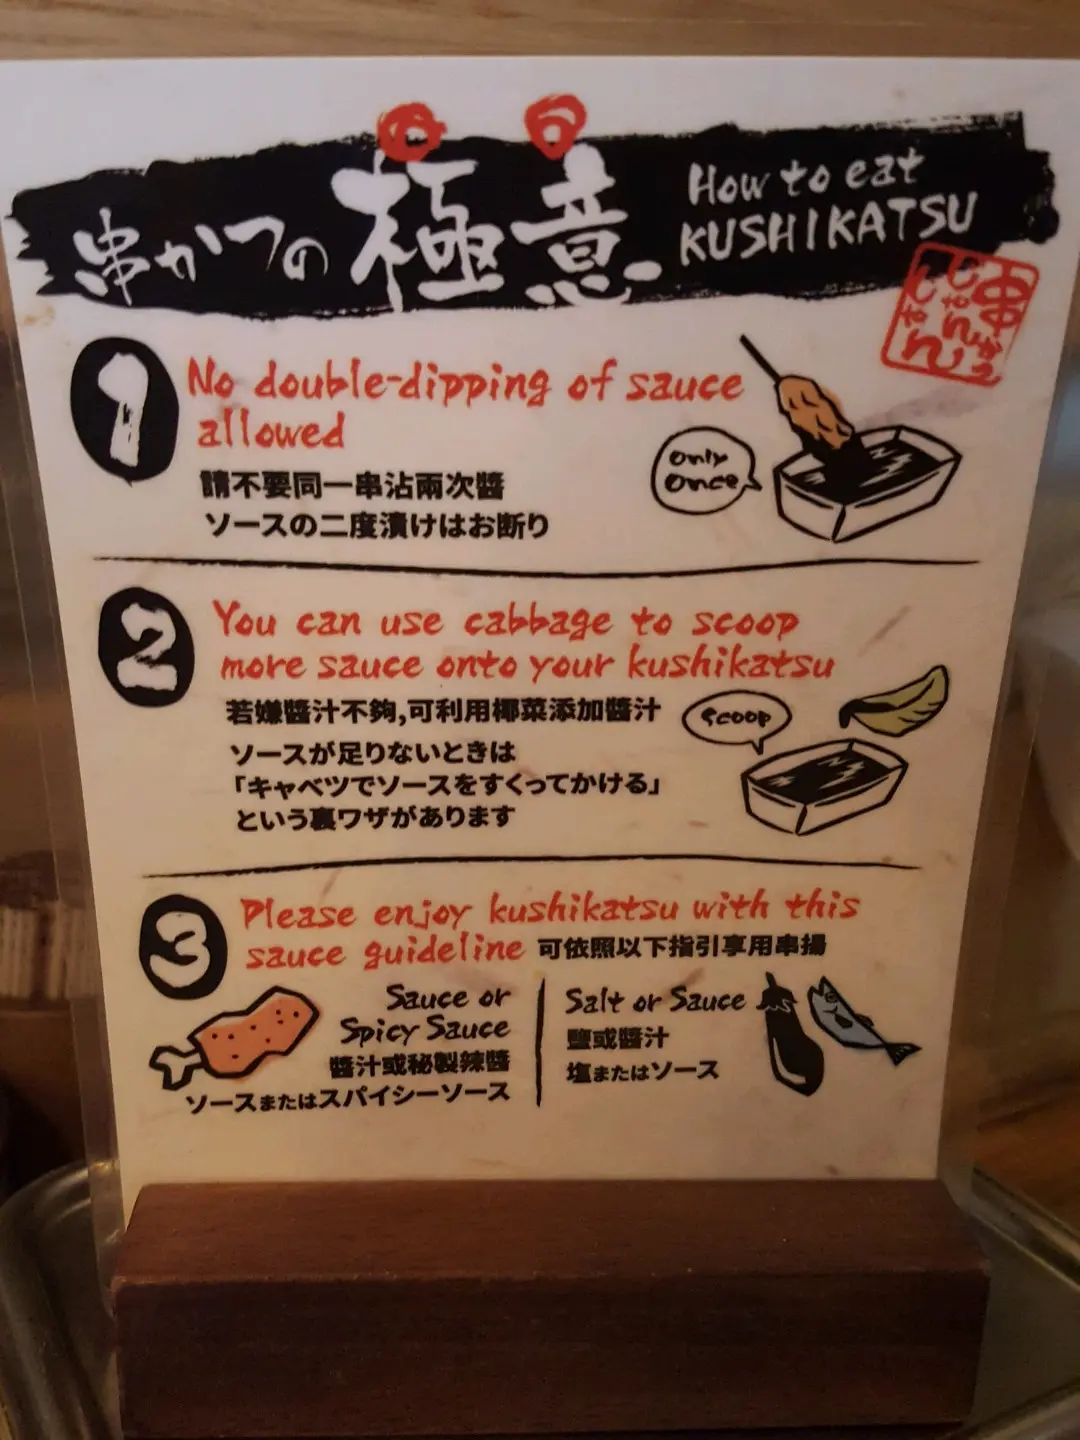 串かつの極意
How to eat
KUSHIKATSU
串かつ
じゃんじゃん
1
No double-dipping of sauce
allowed
請不要同一串沾兩次醬
ソースの二度漬けはお断り
Only
Once
2
You can use cabbage to scoop
more sauce onto your kushikatsu
若嫌醬汁不夠,可利用椰菜添加醬汁
ソースが足りないときは
「キャベツでソースをすくってかける」
という裏ワザがあります
Scoop
3
Please enjoy kushikatsu with this
sauce guideline 可依照以下指引享用串揚
Sauce or
Spicy Sauce
醬汁或秘製辣醬
ソースまたはスパイシーソース
Salt or Sauce
鹽或醬汁
塩またはソース